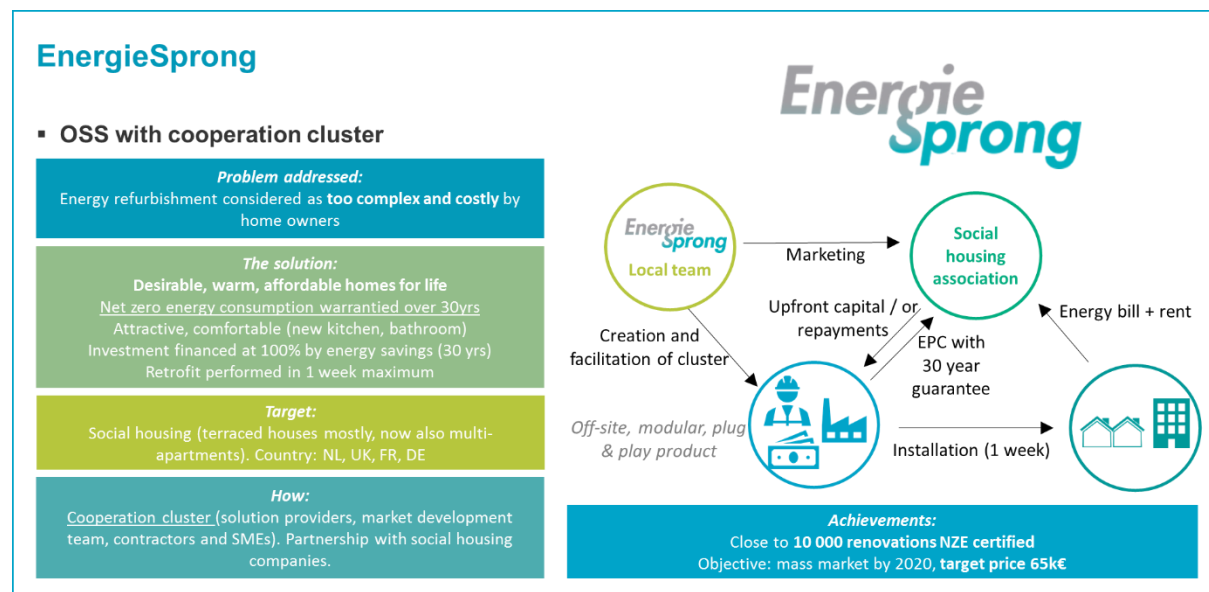 EnergieSprong
Energie
Sprong
▪ OSS with cooperation cluster
Problem addressed:
Energy refurbishment considered as too complex and costly by
home owners
The solution:
Desirable, warm, affordable homes for life
Net zero energy consumption warrantied over 30yrs
Attractive, comfortable (new kitchen, bathroom)
Investment financed at 100% by energy savings (30 yrs)
Retrofit performed in 1 week maximum
Target:
Social housing (terraced houses mostly, now also multi-
apartments). Country: NL, UK, FR, DE
How:
Cooperation cluster (solution providers, market development
team, contractors and SMEs). Partnership with social housing
companies.
Energie
Sprong
Local team
Marketing
Social
housing
association
Creation and
facilitation of cluster
Upfront capital / or
repayments
EPC with
30 year
guarantee
Energy bill + rent
Off-site, modular, plug
& play product
Installation (1 week)
Achievements:
Close to 10 000 renovations NZE certified
Objective: mass market by 2020, target price 65k€